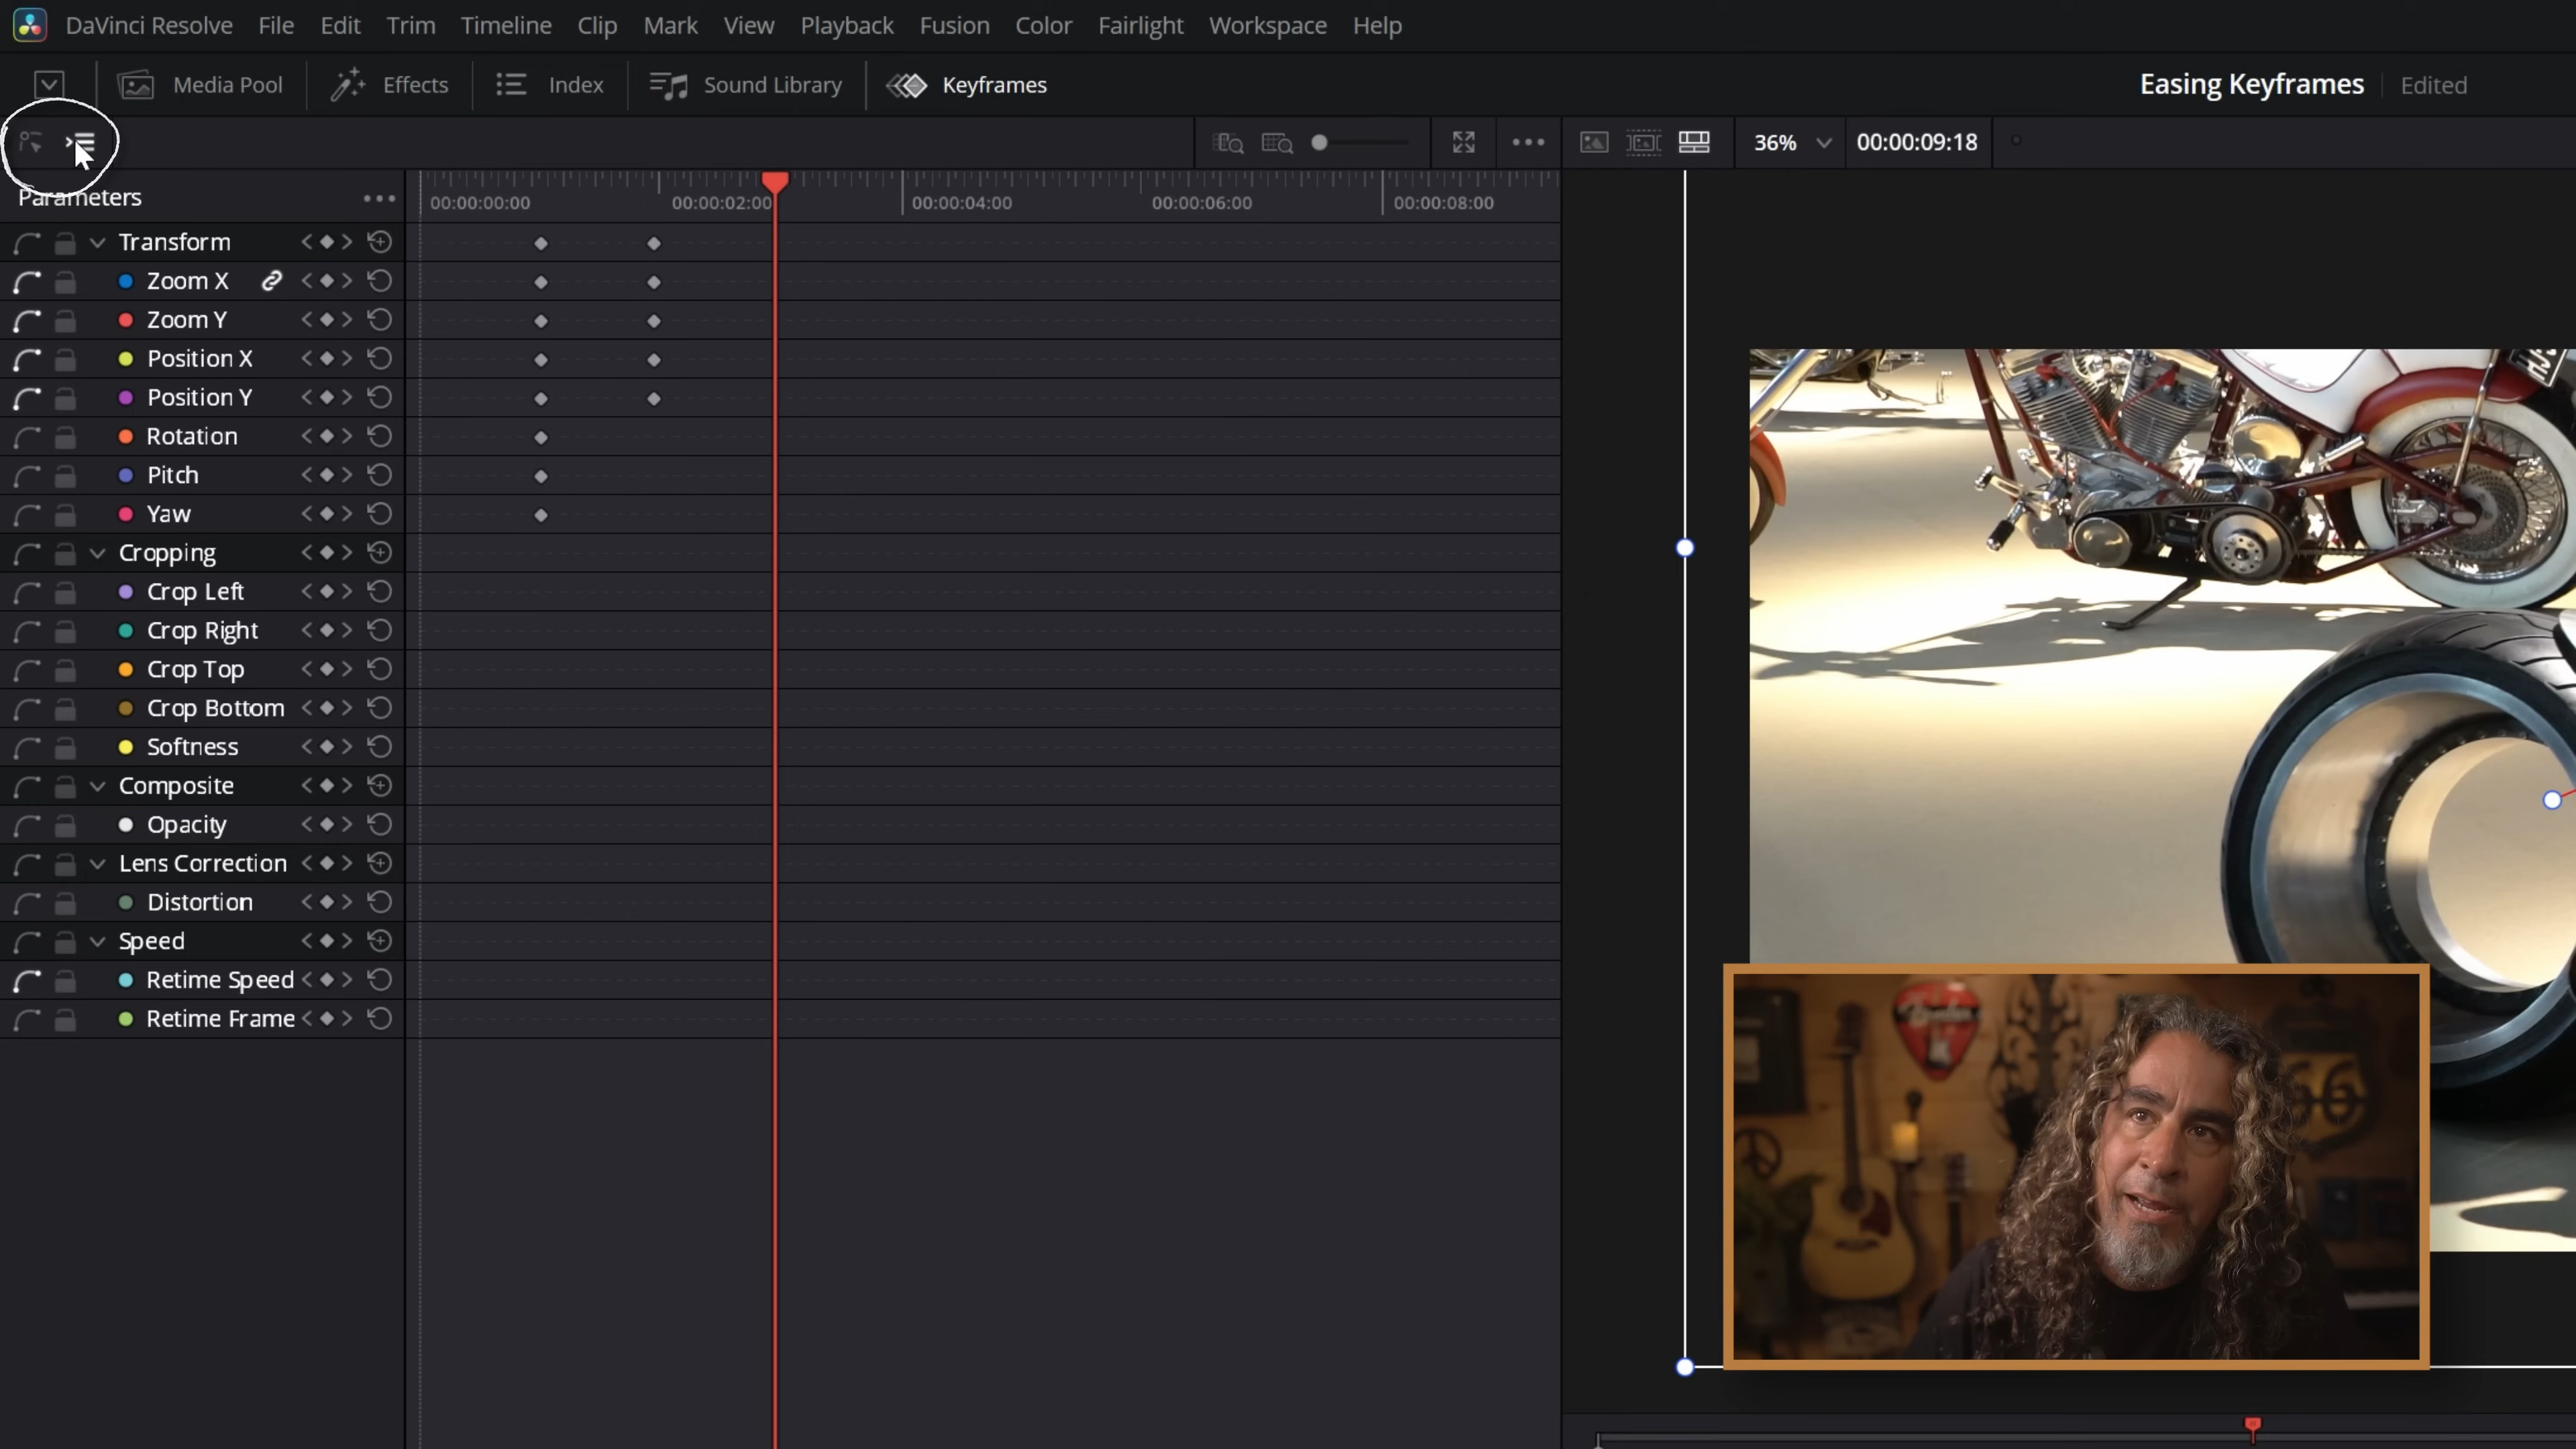 DaVinci Resolve File Edit Trim Timeline Clip Mark View Playback Fusion Color Fairlight Workspace Help
Media Pool Effects Index Sound Library Keyframes Easing Keyframes Edited
36% 00:00:09:18
Parameters 00:00:00:00 00:00:02:00 00:00:04:00 00:00:06:00 00:00:08:00
Transform
Zoom X
Zoom Y
Position X
Position Y
Rotation
Pitch
Yaw
Cropping
Crop Left
Crop Right
Crop Top
Crop Bottom
Softness
Composite
Opacity
Lens Correction
Distortion
Speed
Retime Speed
Retime Frame
Fender
66